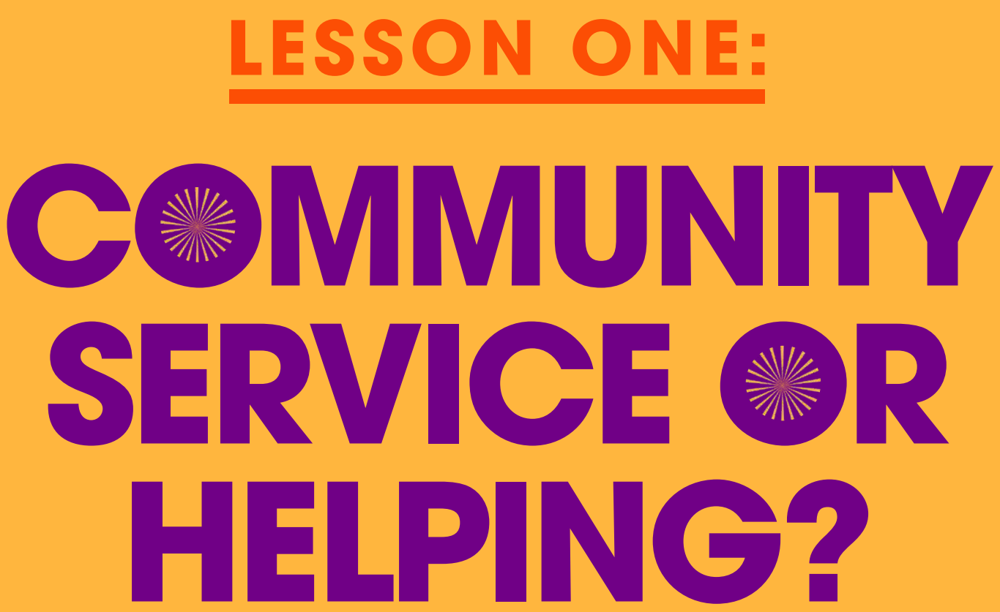 LESSON ONE:
COMMUNITY
SERVICE OR
HELPING?